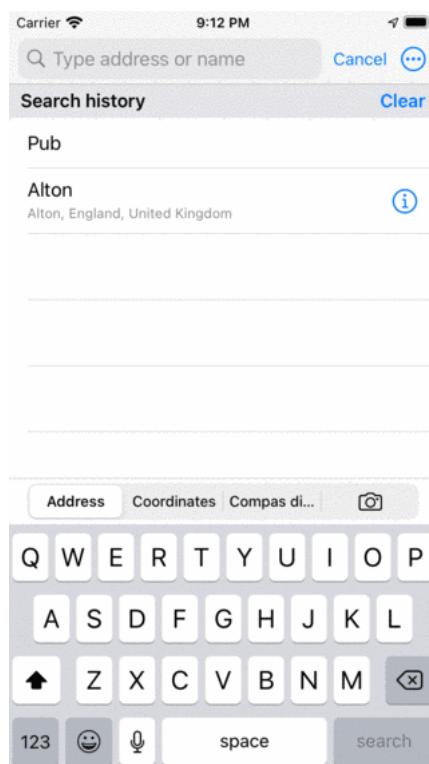 Carrier 9:12 PM
Type address or name Cancel
Search history Clear
Pub
Alton
Alton, England, United Kingdom
Address Coordinates Compas di...
Q W E R T Y U I O P
A S D F G H J K L
Z X C V B N M
123 space search